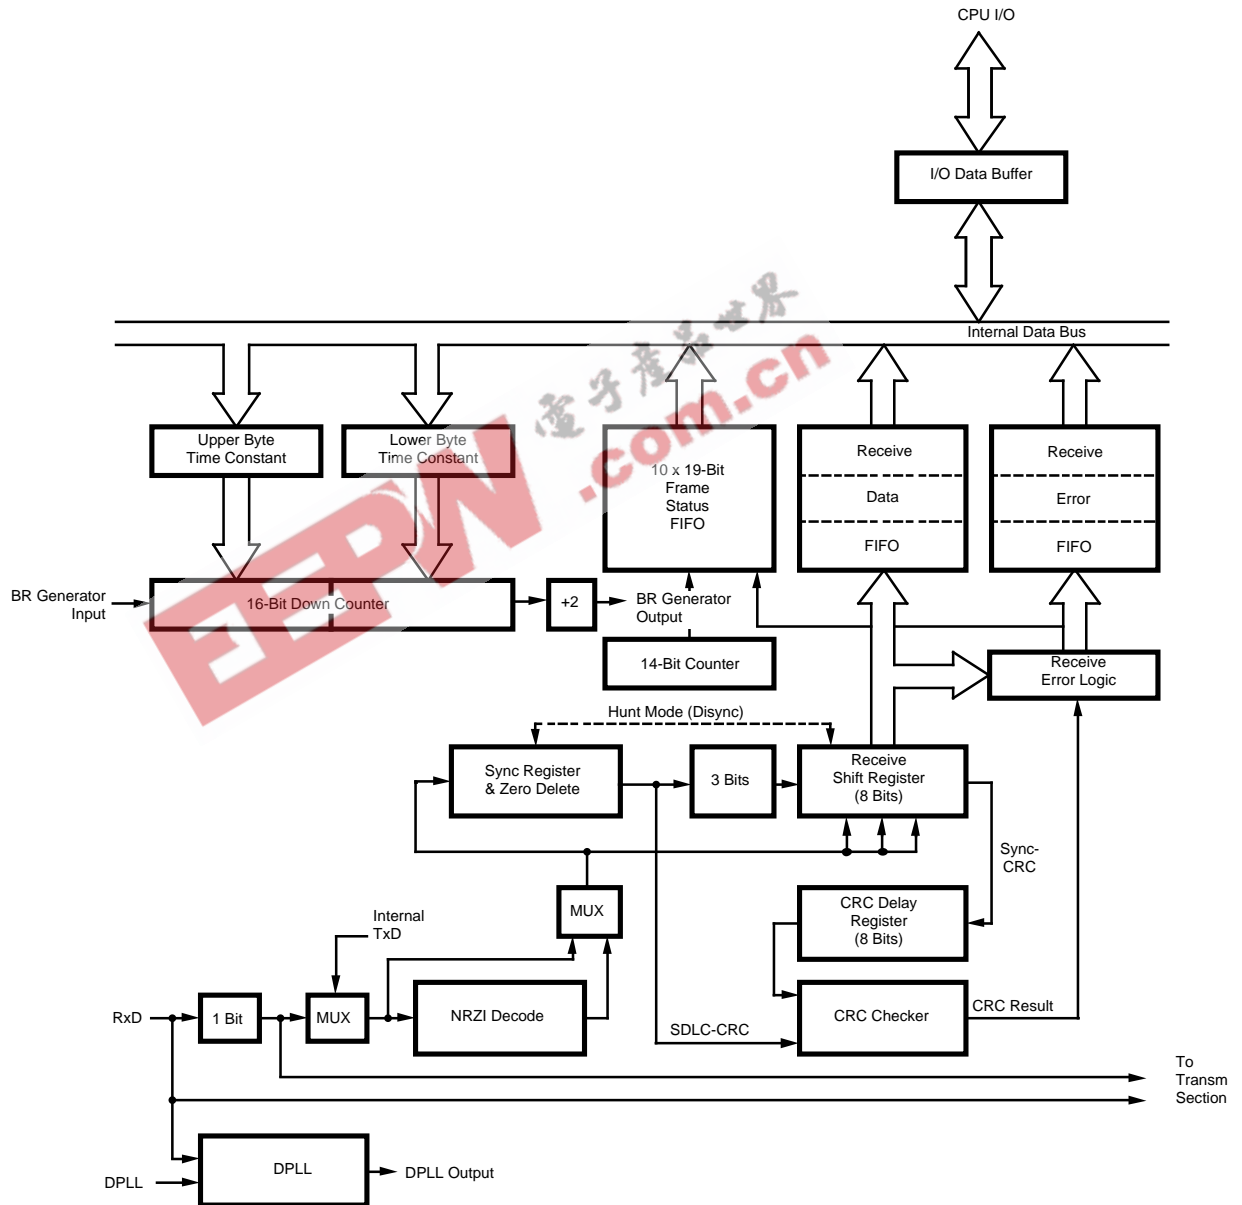 CPU I/O
I/O Data Buffer
Internal Data Bus
Upper Byte
Time Constant
Lower Byte
Time Constant
10 x 19-Bit
Frame
Status
FIFO
Receive
Data
FIFO
Receive
Error
FIFO
BR Generator
Input
16-Bit Down Counter
+2
BR Generator
Output
14-Bit Counter
Receive
Error Logic
Hunt Mode (Disync)
Sync Register
& Zero Delete
3 Bits
Receive
Shift Register
(8 Bits)
Sync-
CRC
MUX
CRC Delay
Register
(8 Bits)
Internal
TxD
RxD
1 Bit
MUX
NRZI Decode
SDLC-CRC
CRC Checker
CRC Result
To
Transm
Section
DPLL
DPLL
DPLL Output
電子產品世界
EEPW
.com.cn